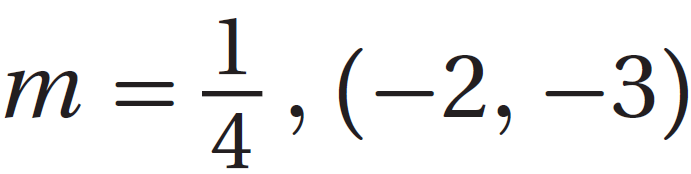 m = 1/4, (−2, −3)